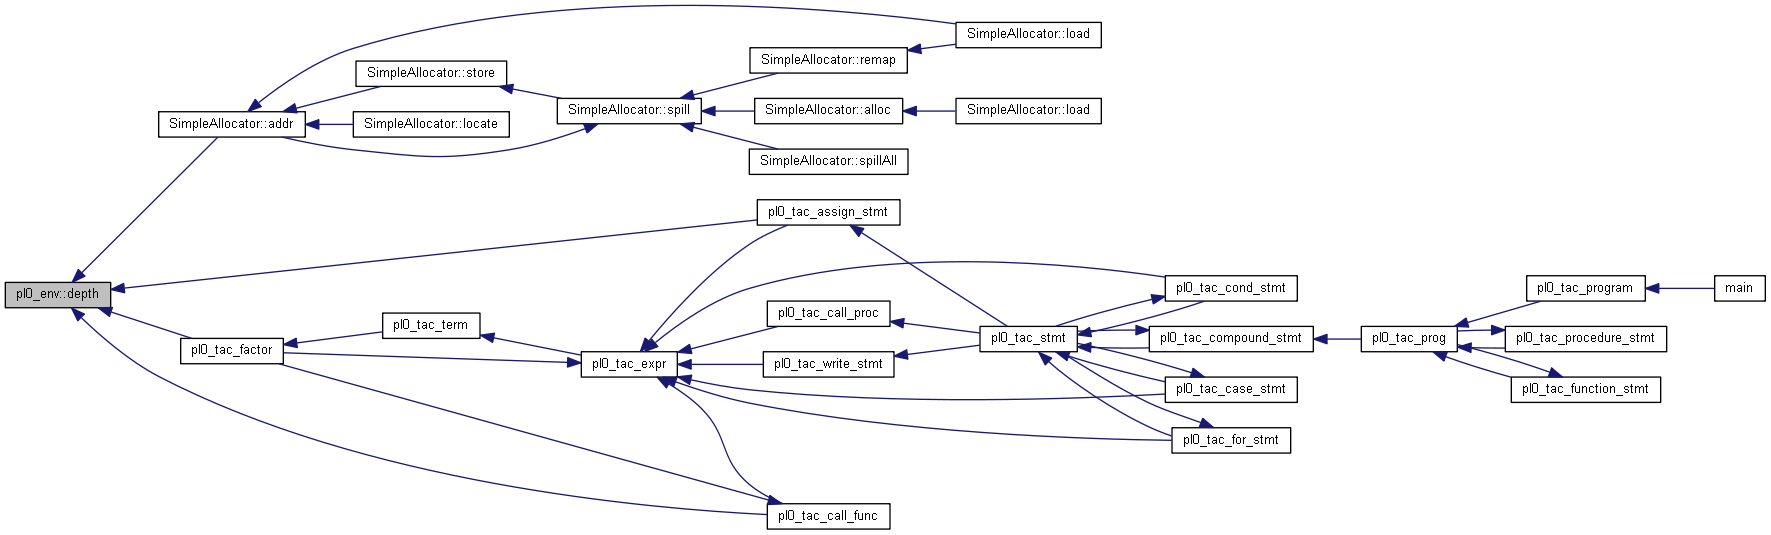 SimpleAllocator::load
SimpleAllocator::remap
SimpleAllocator::store
SimpleAllocator::spill
SimpleAllocator::alloc
SimpleAllocator::load
SimpleAllocator::addr
SimpleAllocator::locate
SimpleAllocator::spillAll
pl0_tac_assign_stmt
pl0_env::depth
pl0_tac_cond_stmt
pl0_tac_program
main
pl0_tac_call_proc
pl0_tac_term
pl0_tac_stmt
pl0_tac_compound_stmt
pl0_tac_prog
pl0_tac_procedure_stmt
pl0_tac_factor
pl0_tac_expr
pl0_tac_write_stmt
pl0_tac_case_stmt
pl0_tac_function_stmt
pl0_tac_for_stmt
pl0_tac_call_func